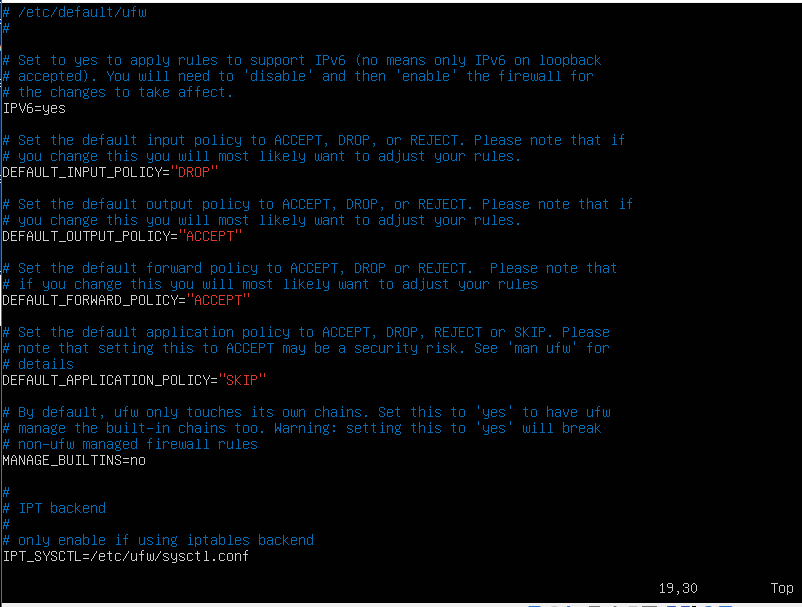 # /etc/default/ufw
#
# Set to yes to apply rules to support IPv6 (no means only IPv6 on loopback
# accepted). You will need to 'disable' and then 'enable' the firewall for
# the changes to take affect.
IPV6=yes
# Set the default input policy to ACCEPT, DROP, or REJECT. Please note that if
# you change this you will most likely want to adjust your rules.
DEFAULT_INPUT_POLICY="DROP"
# Set the default output policy to ACCEPT, DROP, or REJECT. Please note that if
# you change this you will most likely want to adjust your rules.
DEFAULT_OUTPUT_POLICY="ACCEPT"
# Set the default forward policy to ACCEPT, DROP or REJECT.  Please note that
# if you change this you will most likely want to adjust your rules
DEFAULT_FORWARD_POLICY="ACCEPT"
# Set the default application policy to ACCEPT, DROP, REJECT or SKIP. Please
# note that setting this to ACCEPT may be a security risk. See 'man ufw' for
# details
DEFAULT_APPLICATION_POLICY="SKIP"
# By default, ufw only touches its own chains. Set this to 'yes' to have ufw
# manage the built-in chains too. Warning: setting this to 'yes' will break
# non-ufw managed firewall rules
MANAGE_BUILTINS=no
#
# IPT backend
#
# only enable if using iptables backend
IPT_SYSCTL=/etc/ufw/sysctl.conf
19,30 Top